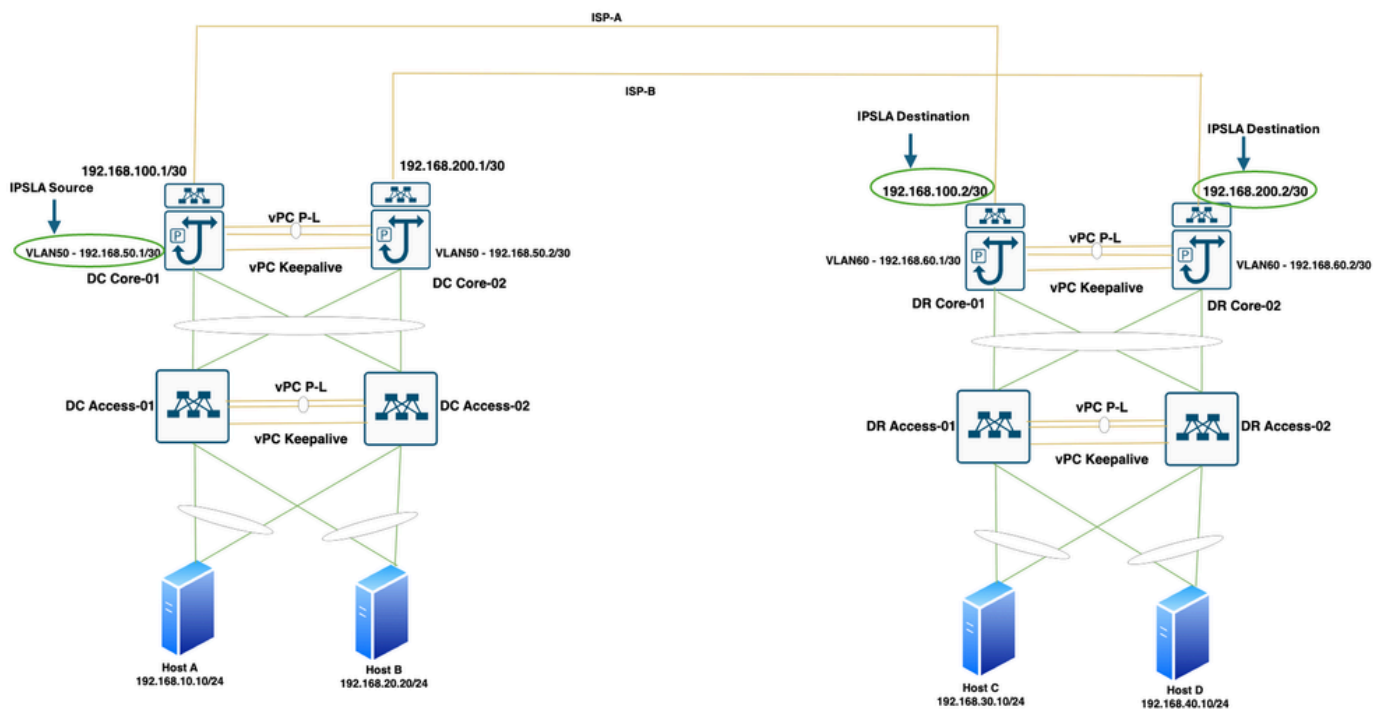 ISP-A
ISP-B
IPSLA Destination
IPSLA Destination
192.168.100.1/30
192.168.200.1/30
IPSLA Source
192.168.100.2/30
192.168.200.2/30
vPC P-L
vPC P-L
P
P
P
P
VLAN50 - 192.168.50.1/30
VLAN50 - 192.168.50.2/30
VLAN60 - 192.168.60.1/30
VLAN60 - 192.168.60.2/30
vPC Keepalive
vPC Keepalive
DC Core-01
DC Core-02
DR Core-01
DR Core-02
vPC P-L
vPC P-L
DC Access-01
DC Access-02
DR Access-01
DR Access-02
vPC Keepalive
vPC Keepalive
Host A
192.168.10.10/24
Host B
192.168.20.20/24
Host C
192.168.30.10/24
Host D
192.168.40.10/24